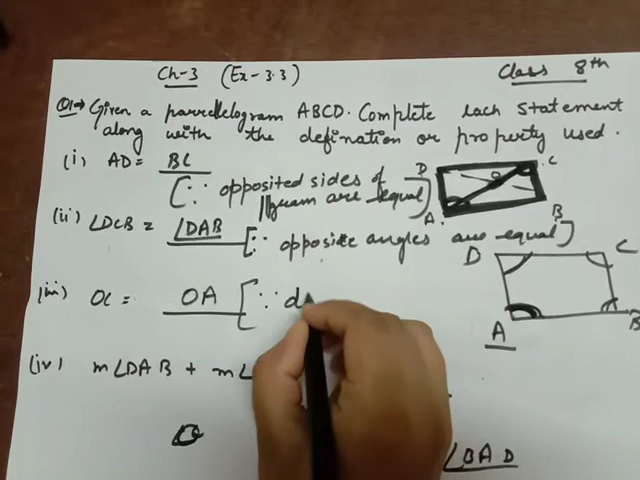 Ch-3 (Ex-3.3) Class 8th
Q1→ Given a parrellelogram ABCD. Complete each statement
along with the defination or property used.
(i) AD = BC
[∵ opposited sides of
||gram are equal]
D C
O
A B
(ii) ∠DCB = ∠DAB [∵ opposite angles are equal]
D C
A B
(iii) OC = OA [∵ d
(iv) m∠DAB + m∠
∠BAD